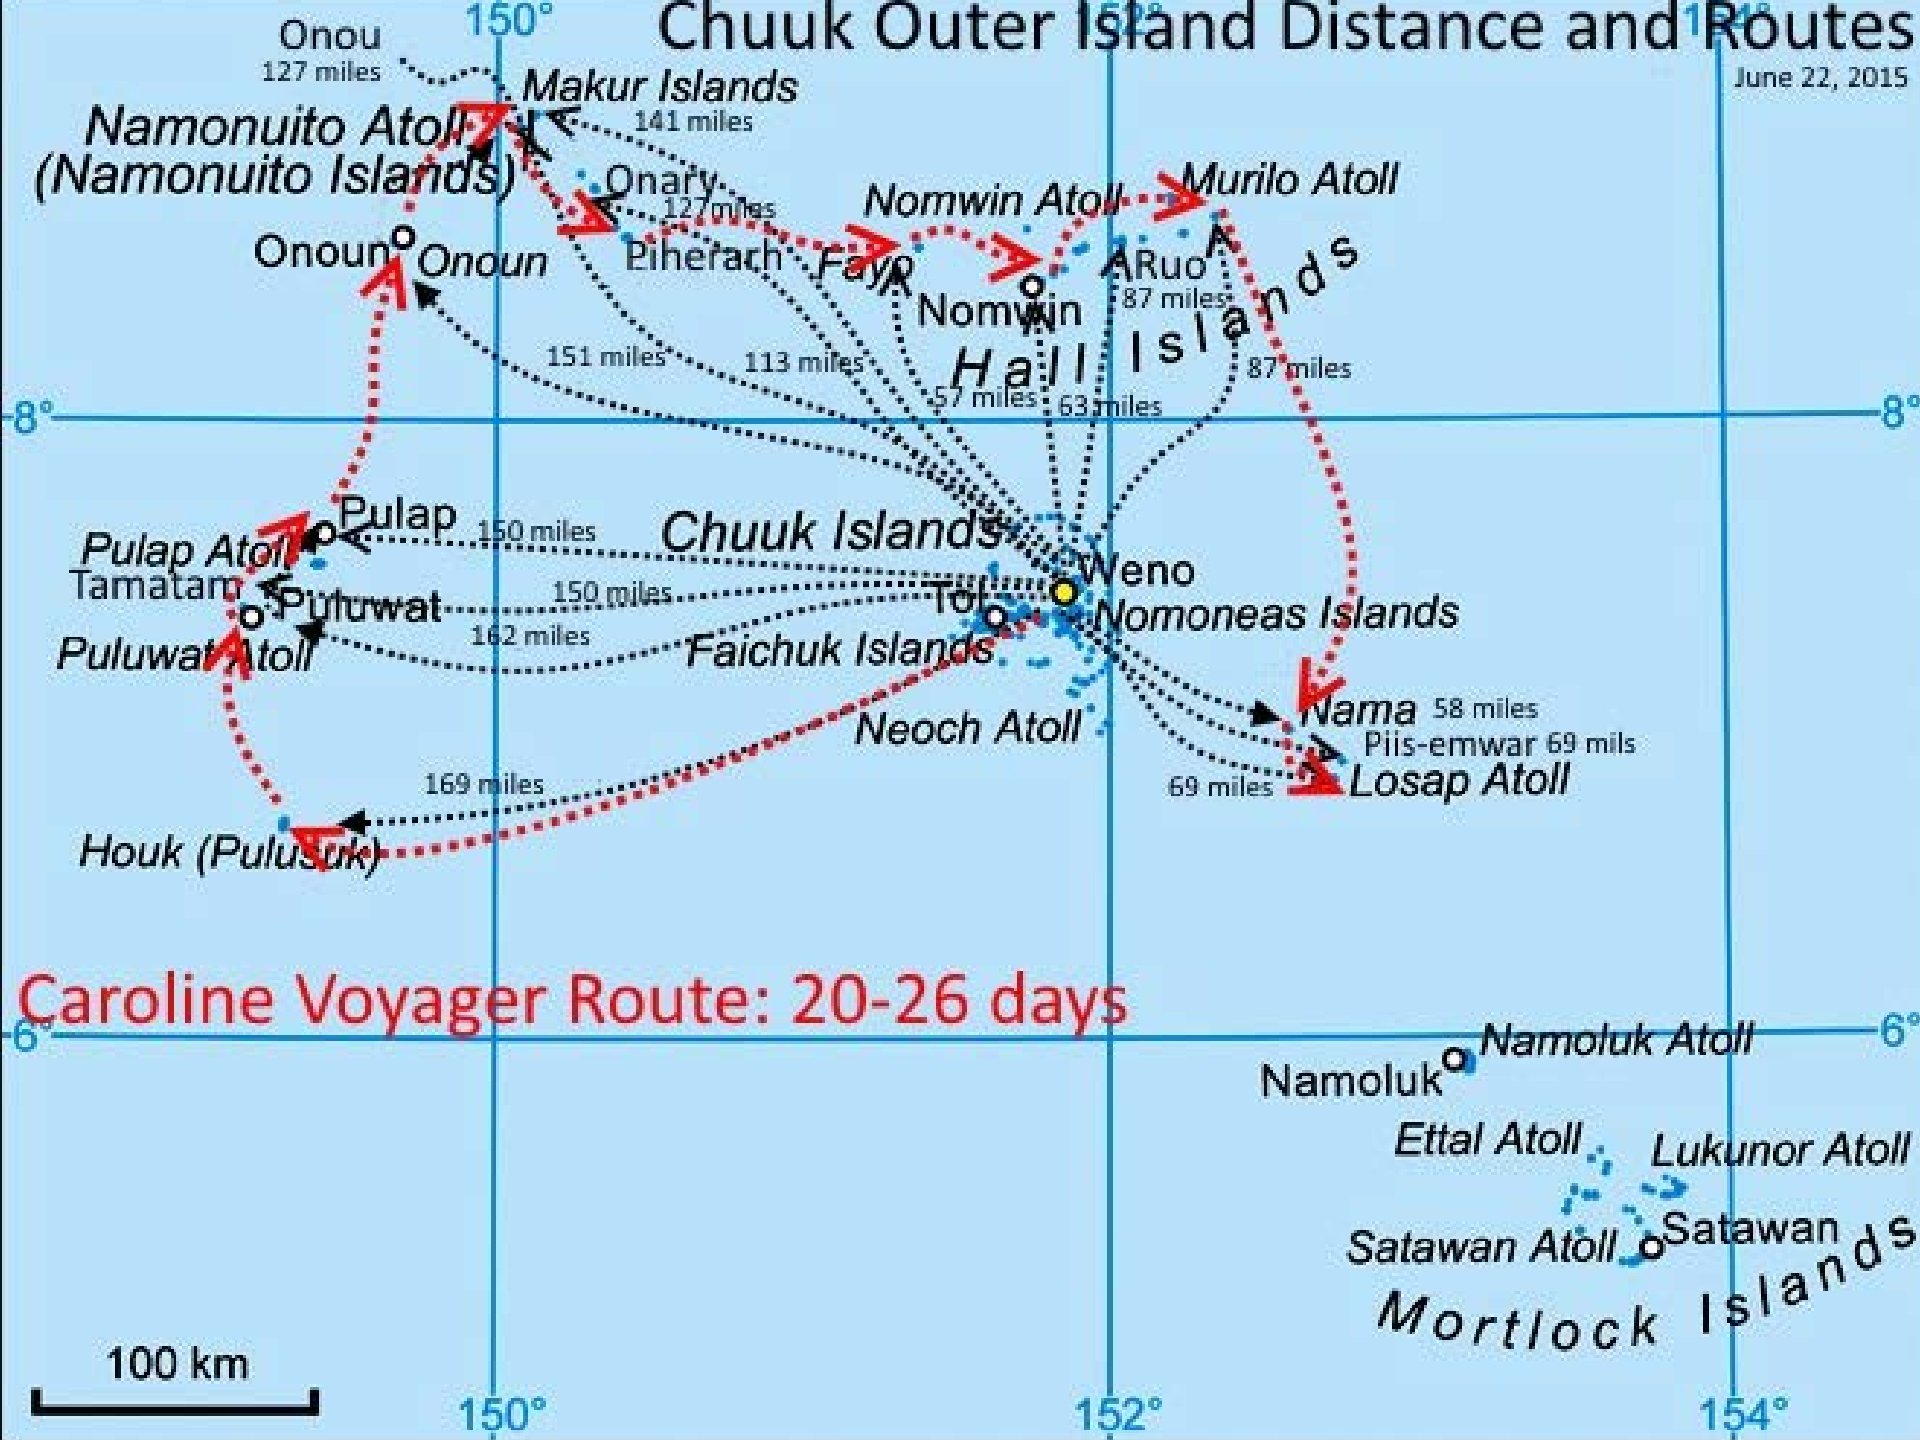 Chuuk Outer Island Distance and Routes
June 22, 2015
150°
152°
154°
Onou
127 miles
Makur Islands
141 miles
Namonuito Atoll
(Namonuito Islands)
Onary
127 miles
Nomwin Atoll
Murilo Atoll
Onoun
Onoun
Piherach
Fayo
Nomwin
ARuo
87 miles
Hall Islands
151 miles
113 miles
57 miles
63 miles
87 miles
8°
8°
Pulap
150 miles
Chuuk Islands
Pulap Atoll
Tamatam
Puluwat
150 miles
Tol
Weno
Nomoneas Islands
162 miles
Puluwat Atoll
Faichuk Islands
Neoch Atoll
Nama 58 miles
Piis-emwar 69 mils
69 miles
Losap Atoll
169 miles
Houk (Pulusuk)
Caroline Voyager Route: 20-26 days
6°
6°
Namoluk Atoll
Namoluk
Ettal Atoll
Lukunor Atoll
Satawan Atoll
Satawan
Mortlock Islands
100 km
150°
152°
154°